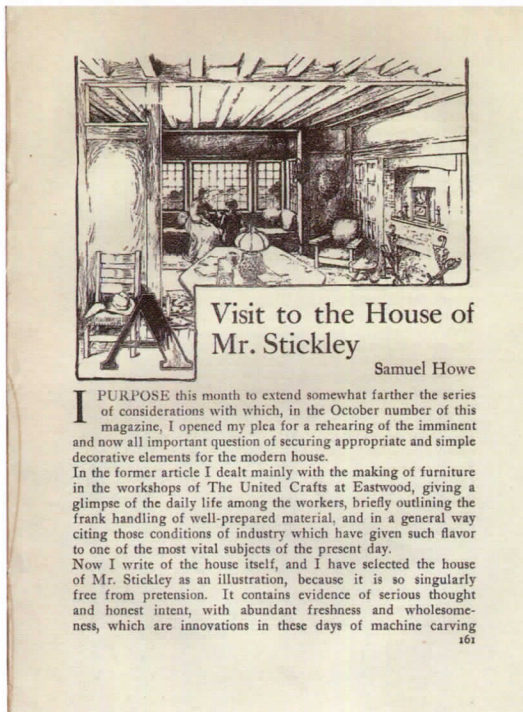 A
Visit to the House of
Mr. Stickley
Samuel Howe
I PURPOSE this month to extend somewhat farther the series
of considerations with which, in the October number of this
magazine, I opened my plea for a rehearing of the imminent
and now all important question of securing appropriate and simple
decorative elements for the modern house.
In the former article I dealt mainly with the making of furniture
in the workshops of The United Crafts at Eastwood, giving a
glimpse of the daily life among the workers, briefly outlining the
frank handling of well-prepared material, and in a general way
citing those conditions of industry which have given such flavor
to one of the most vital subjects of the present day.
Now I write of the house itself, and I have selected the house
of Mr. Stickley as an illustration, because it is so singularly
free from pretension. It contains evidence of serious thought
and honest intent, with abundant freshness and wholesome-
ness, which are innovations in these days of machine carving
161